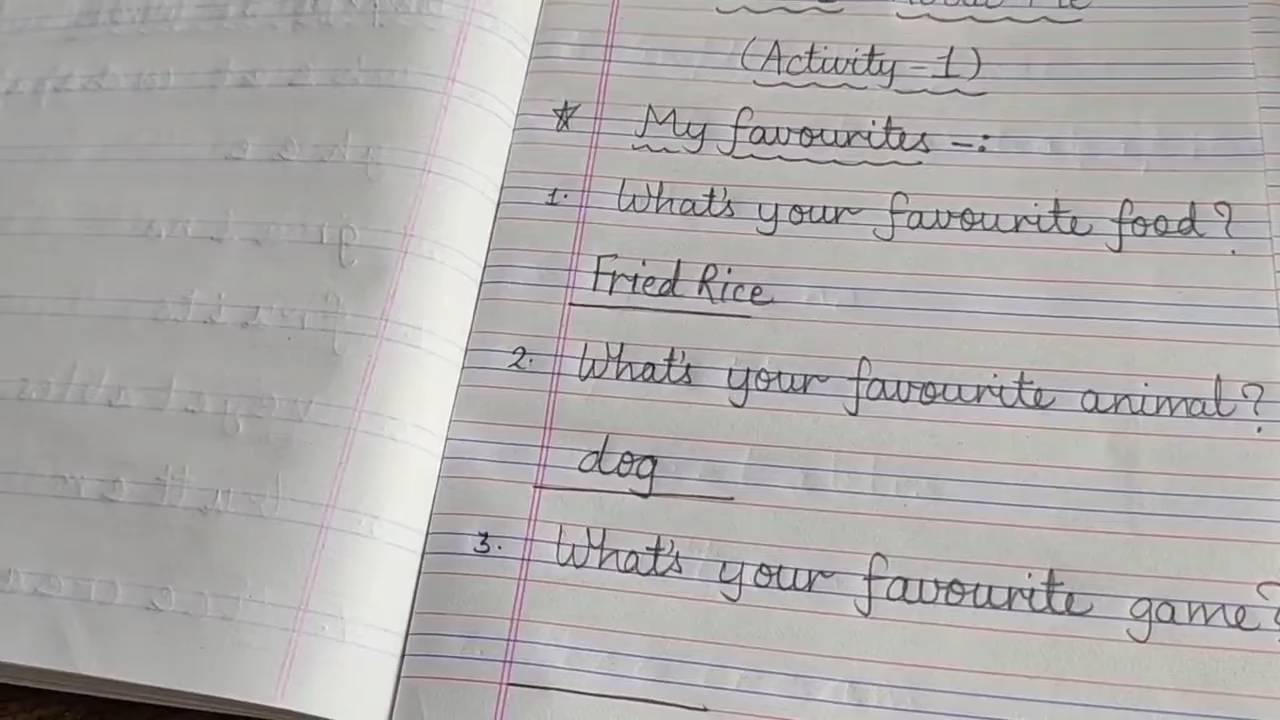 (Activity-1)
☆ My favourites -:
1. What's your favourite food?
Fried Rice
2. What's your favourite animal?
dog
3. What's your favourite game?